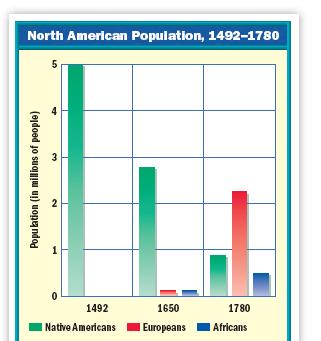 North American Population, 1492–1780
Population (in millions of people)
5
4
3
2
1
0
1492 1650 1780
Native Americans Europeans Africans